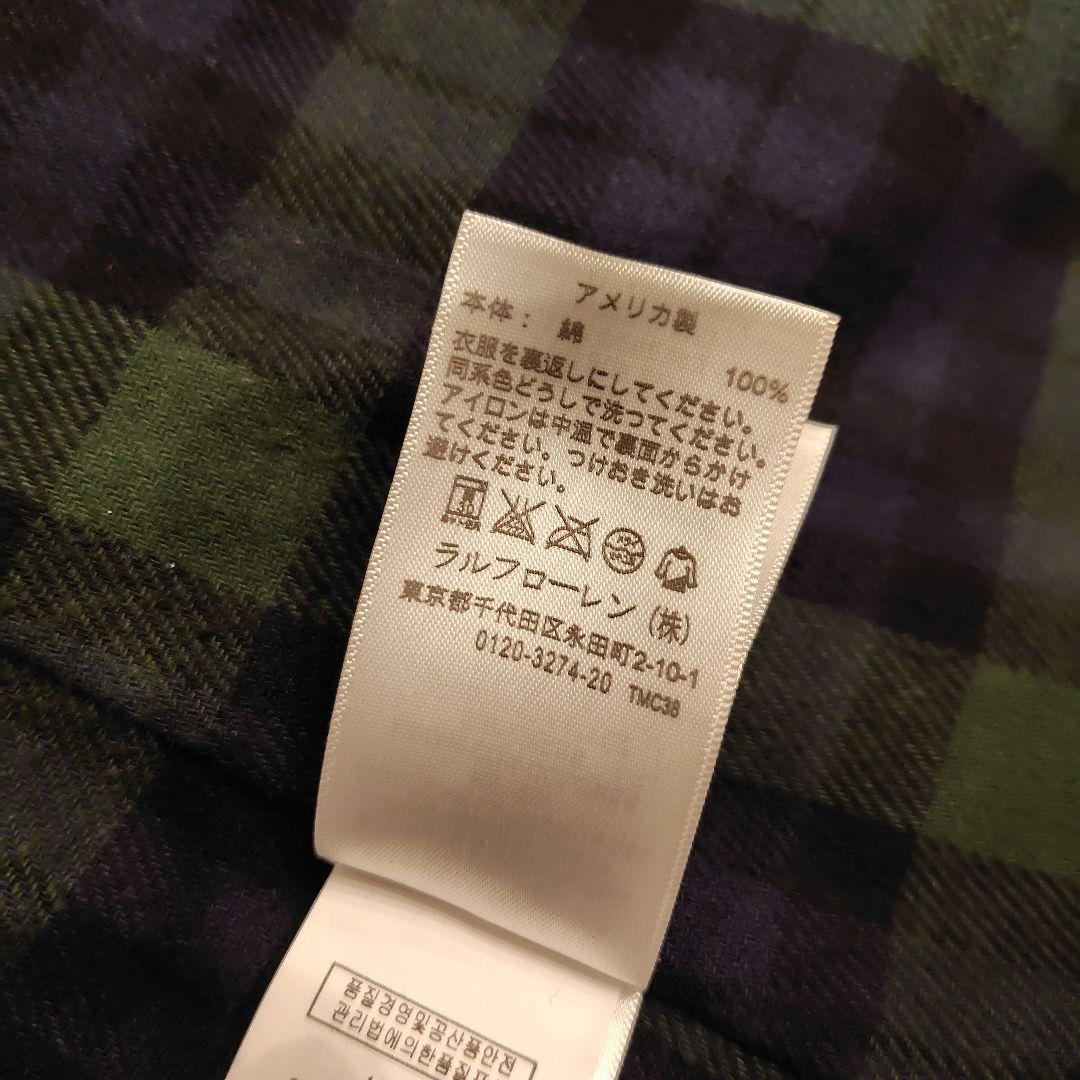 アメリカ製
本体: 綿 100%
衣服を裏返しにしてください。
同系色どうしで洗ってください。
アイロンは中温で裏面からかけ
てください。つけおき洗いはお
避けください。
ラルフローレン(株)
東京都千代田区永田町2-10-1
0120-3274-20 TMC38
품질경영및공산품안전
관리법에의한품질표